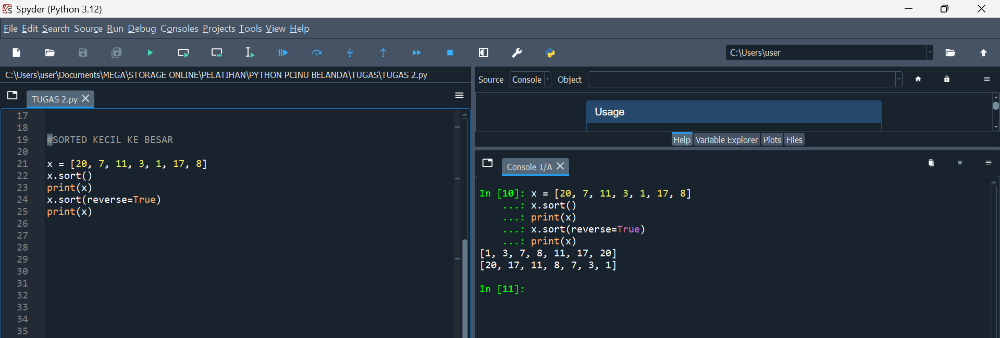 Spyder (Python 3.12)
File Edit Search Source Run Debug Consoles Projects Tools View Help
C:\Users\user
C:\Users\user\Documents\MEGA\STORAGE ONLINE\PELATIHAN\PYTHON PCINU BELANDA\TUGAS\TUGAS 2.py
TUGAS 2.py
17
18
19 #SORTED KECIL KE BESAR
20
21 x = [20, 7, 11, 3, 1, 17, 8]
22 x.sort()
23 print(x)
24 x.sort(reverse=True)
25 print(x)
26
27
28
29
30
31
32
33
34
35
Source Console Object
Usage
Help Variable Explorer Plots Files
Console 1/A
In [10]: x = [20, 7, 11, 3, 1, 17, 8]
...: x.sort()
...: print(x)
...: x.sort(reverse=True)
...: print(x)
[1, 3, 7, 8, 11, 17, 20]
[20, 17, 11, 8, 7, 3, 1]
In [11]: